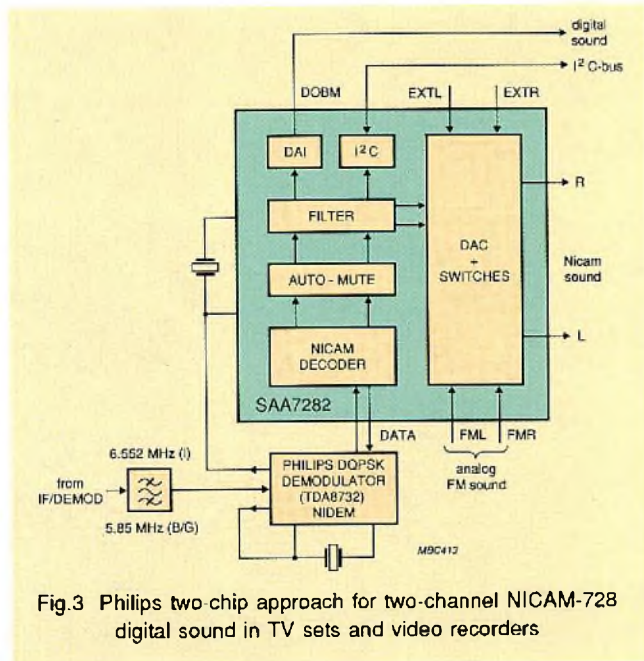 digital
sound
I²C-bus
DOBM
EXTL
EXTR
DAI
I²C
FILTER
AUTO - MUTE
NICAM
DECODER
DAC
+
SWITCHES
R
Nicam
sound
L
SAA7282
DATA
FML
FMR
analog
FM sound
6.552 MHz (I)
from
IF/DEMOD
5.85 MHz (B/G)
PHILIPS DQPSK
DEMODULATOR
(TDA8732)
NIDEM
MBC413
Fig.3 Philips two-chip approach for two-channel NICAM-728
digital sound in TV sets and video recorders